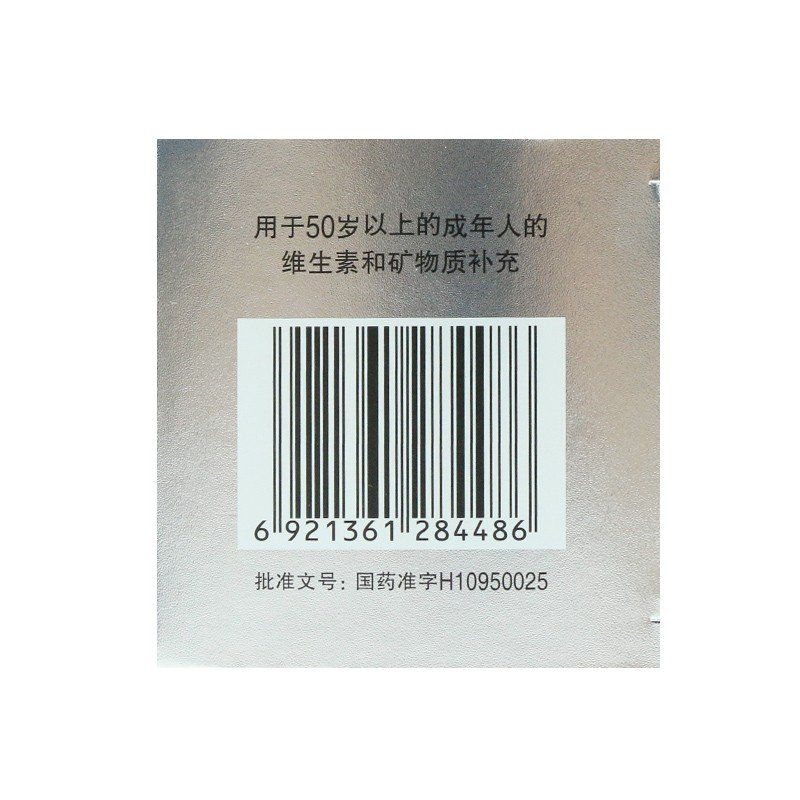 用于50岁以上的成年人的
维生素和矿物质补充
6 921361 284486
批准文号：国药准字H10950025